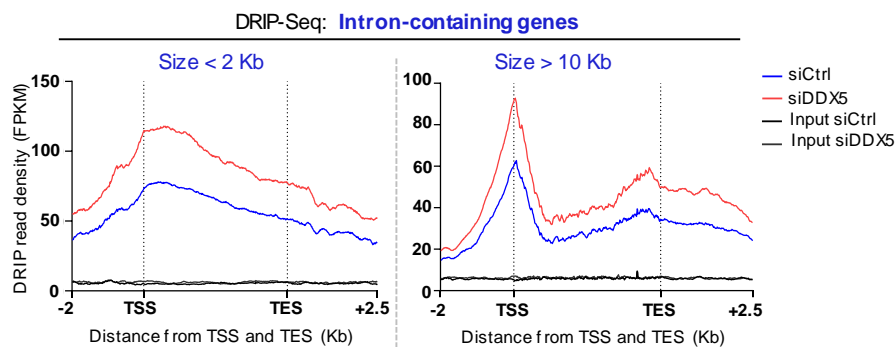 DRIP-Seq: Intron-containing genes
Size < 2 Kb
Size > 10 Kb
DRIP read density (FPKM)
150
100
50
0
-2
TSS
TES
+2.5
Distance from TSS and TES (Kb)
100
80
60
40
20
0
-2
TSS
TES
+2.5
Distance from TSS and TES (Kb)
siCtrl
siDDX5
Input siCtrl
Input siDDX5